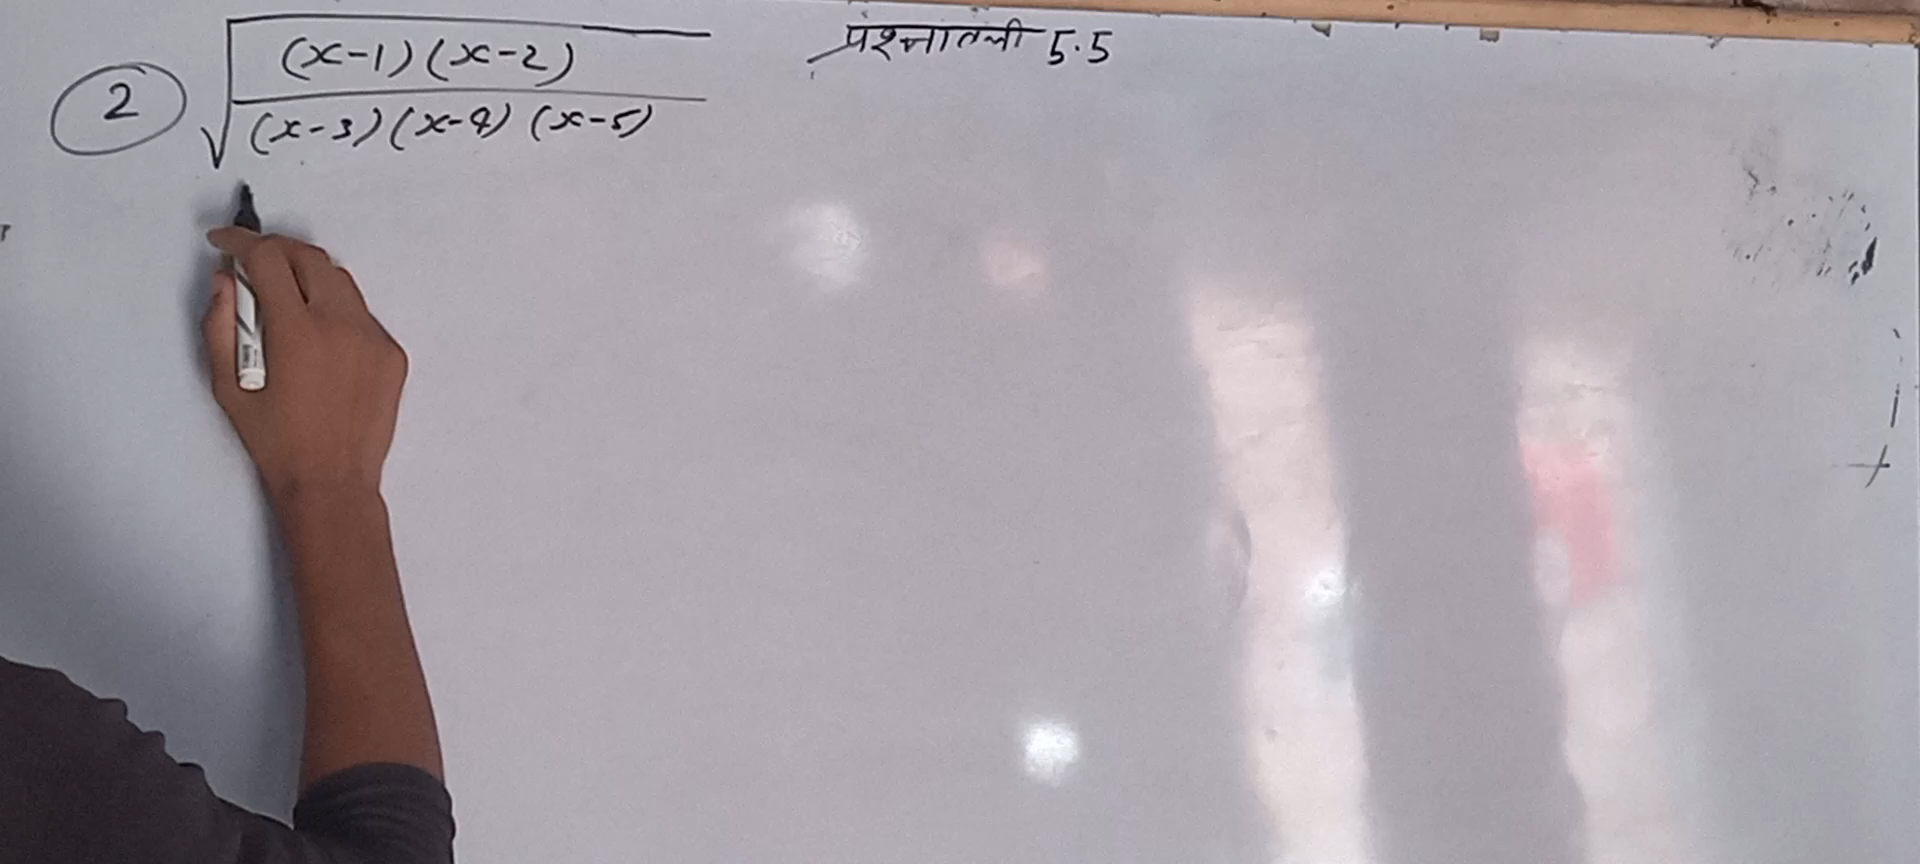 प्रश्नावली 5.5
② √((x-1)(x-2) / (x-3)(x-4)(x-5))